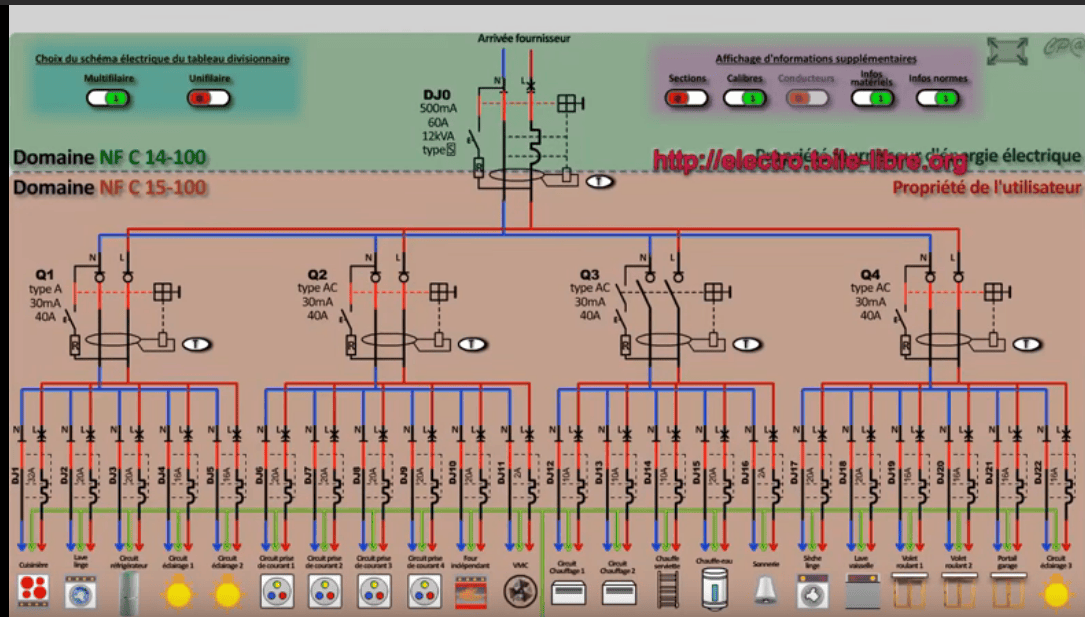 Arrivée fournisseur
Choix du schéma électrique du tableau divisionnaire
Multifilaire
Unifilaire
Affichage d'nformations supplémentaires
Sections
Calibres
Conducteurs
Infos matériels
Infos normes
N
L
DJ0
500mA
60A
12kVA
type S
R
T
Domaine NF C 14-100
http://electro.toile-libre.org
d'énergie électrique
Domaine NF C 15-100
Propriété de l'utilisateur
Q1
type A
30mA
40A
N
L
R
T
Q2
type AC
30mA
40A
N
L
R
T
Q3
type AC
30mA
40A
N
L
R
T
Q4
type AC
30mA
40A
N
L
R
T
N L N L N L N L N L N L N L N L N L N L N L N L N L N L N L N L N L N L N L N L N L N L
DJ1 32A
DJ2 20A
DJ3 20A
DJ4 16A
DJ5 16A
DJ6 20A
DJ7 20A
DJ8 20A
DJ9 20A
DJ10 20A
DJ11 2A
DJ12 10A
DJ13 10A
DJ14 10A
DJ15 20A
DJ16 2A
DJ17 20A
DJ18 20A
DJ19 16A
DJ20 16A
DJ21 16A
DJ22 16A
Cuisinière
Lave linge
Circuit réfrigérateur
Circuit éclairage 1
Circuit éclairage 2
Circuit prise de courant 1
Circuit prise de courant 2
Circuit prise de courant 3
Circuit prise de courant 4
Four indépendant
VMC
Circuit Chauffage 1
Circuit Chauffage 2
Chauffe serviette
Chauffe-eau
Sonnerie
Sèche linge
Lave vaisselle
Volet roulant 1
Volet roulant 2
Portail garage
Circuit éclairage 3